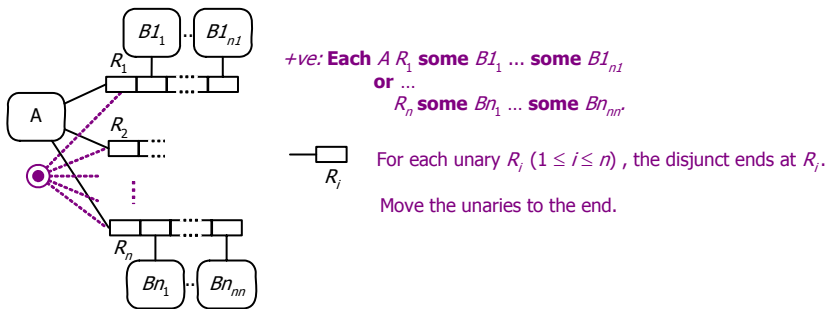 B1₁ .. B1ₙ₁
R₁
A
R₂
Rₙ
Bn₁ .. Bnₙₙ
+ve: Each A R₁ some B1₁ ... some B1ₙ₁
or ...
Rₙ some Bn₁ ... some Bnₙₙ.
Rᵢ
For each unary Rᵢ (1 ≤ i ≤ n) , the disjunct ends at Rᵢ.
Move the unaries to the end.